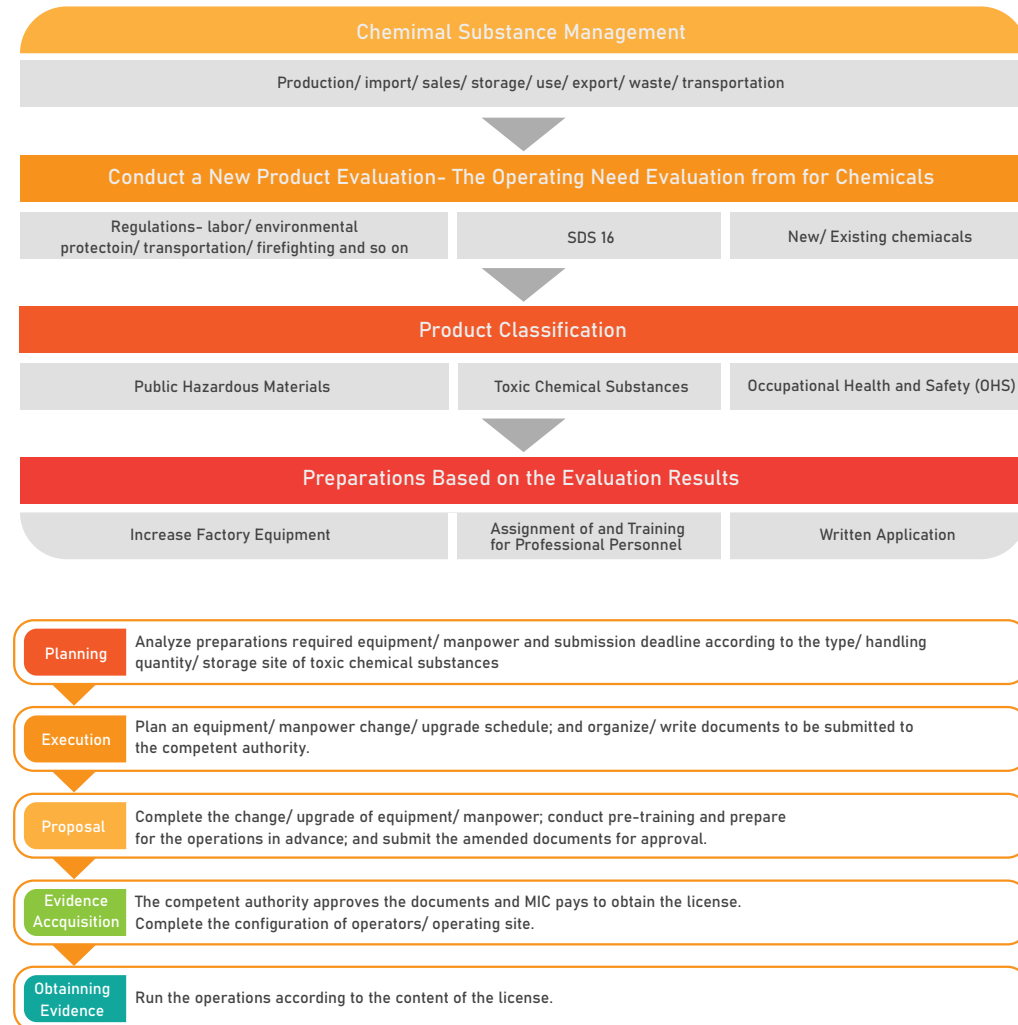 Chemimal Substance Management
Production/ import/ sales/ storage/ use/ export/ waste/ transportation
Conduct a New Product Evaluation- The Operating Need Evaluation from for Chemicals
Regulations- labor/ environmental
protectoin/ transportation/ firefighting and so on
SDS 16
New/ Existing chemiacals
Product Classification
Public Hazardous Materials
Toxic Chemical Substances
Occupational Health and Safety (OHS)
Preparations Based on the Evaluation Results
Increase Factory Equipment
Assignment of and Training
for Professional Personnel
Written Application
Planning
Analyze preparations required equipment/ manpower and submission deadline according to the type/ handling
quantity/ storage site of toxic chemical substances
Execution
Plan an equipment/ manpower change/ upgrade schedule; and organize/ write documents to be submitted to
the competent authority.
Proposal
Complete the change/ upgrade of equipment/ manpower; conduct pre-training and prepare
for the operations in advance; and submit the amended documents for approval.
Evidence
Accquisition
The competent authority approves the documents and MIC pays to obtain the license.
Complete the configuration of operators/ operating site.
Obtainning
Evidence
Run the operations according to the content of the license.